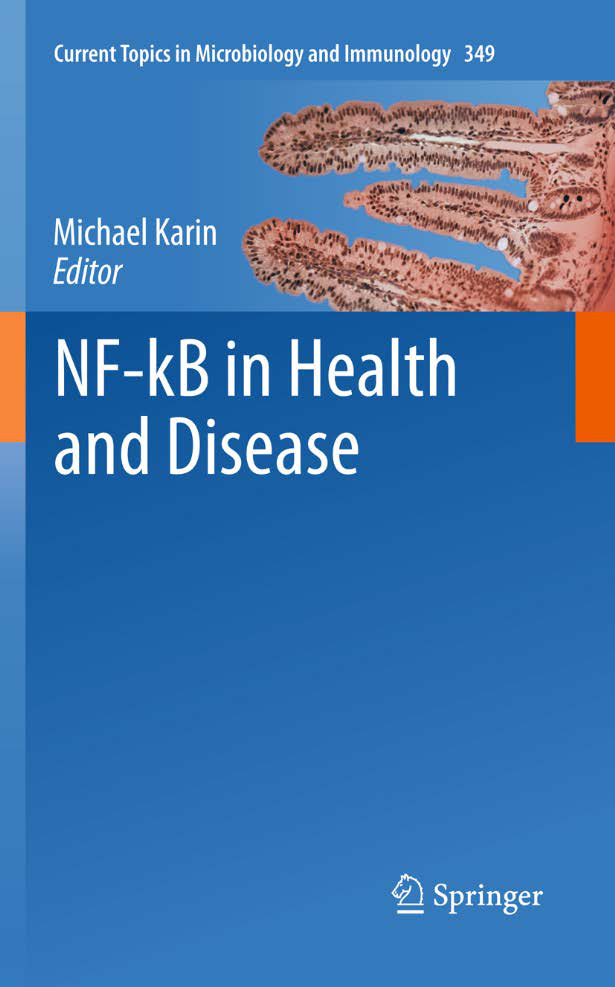 Current Topics in Microbiology and Immunology 349
Michael Karin
Editor
NF-kB in Health
and Disease
Springer